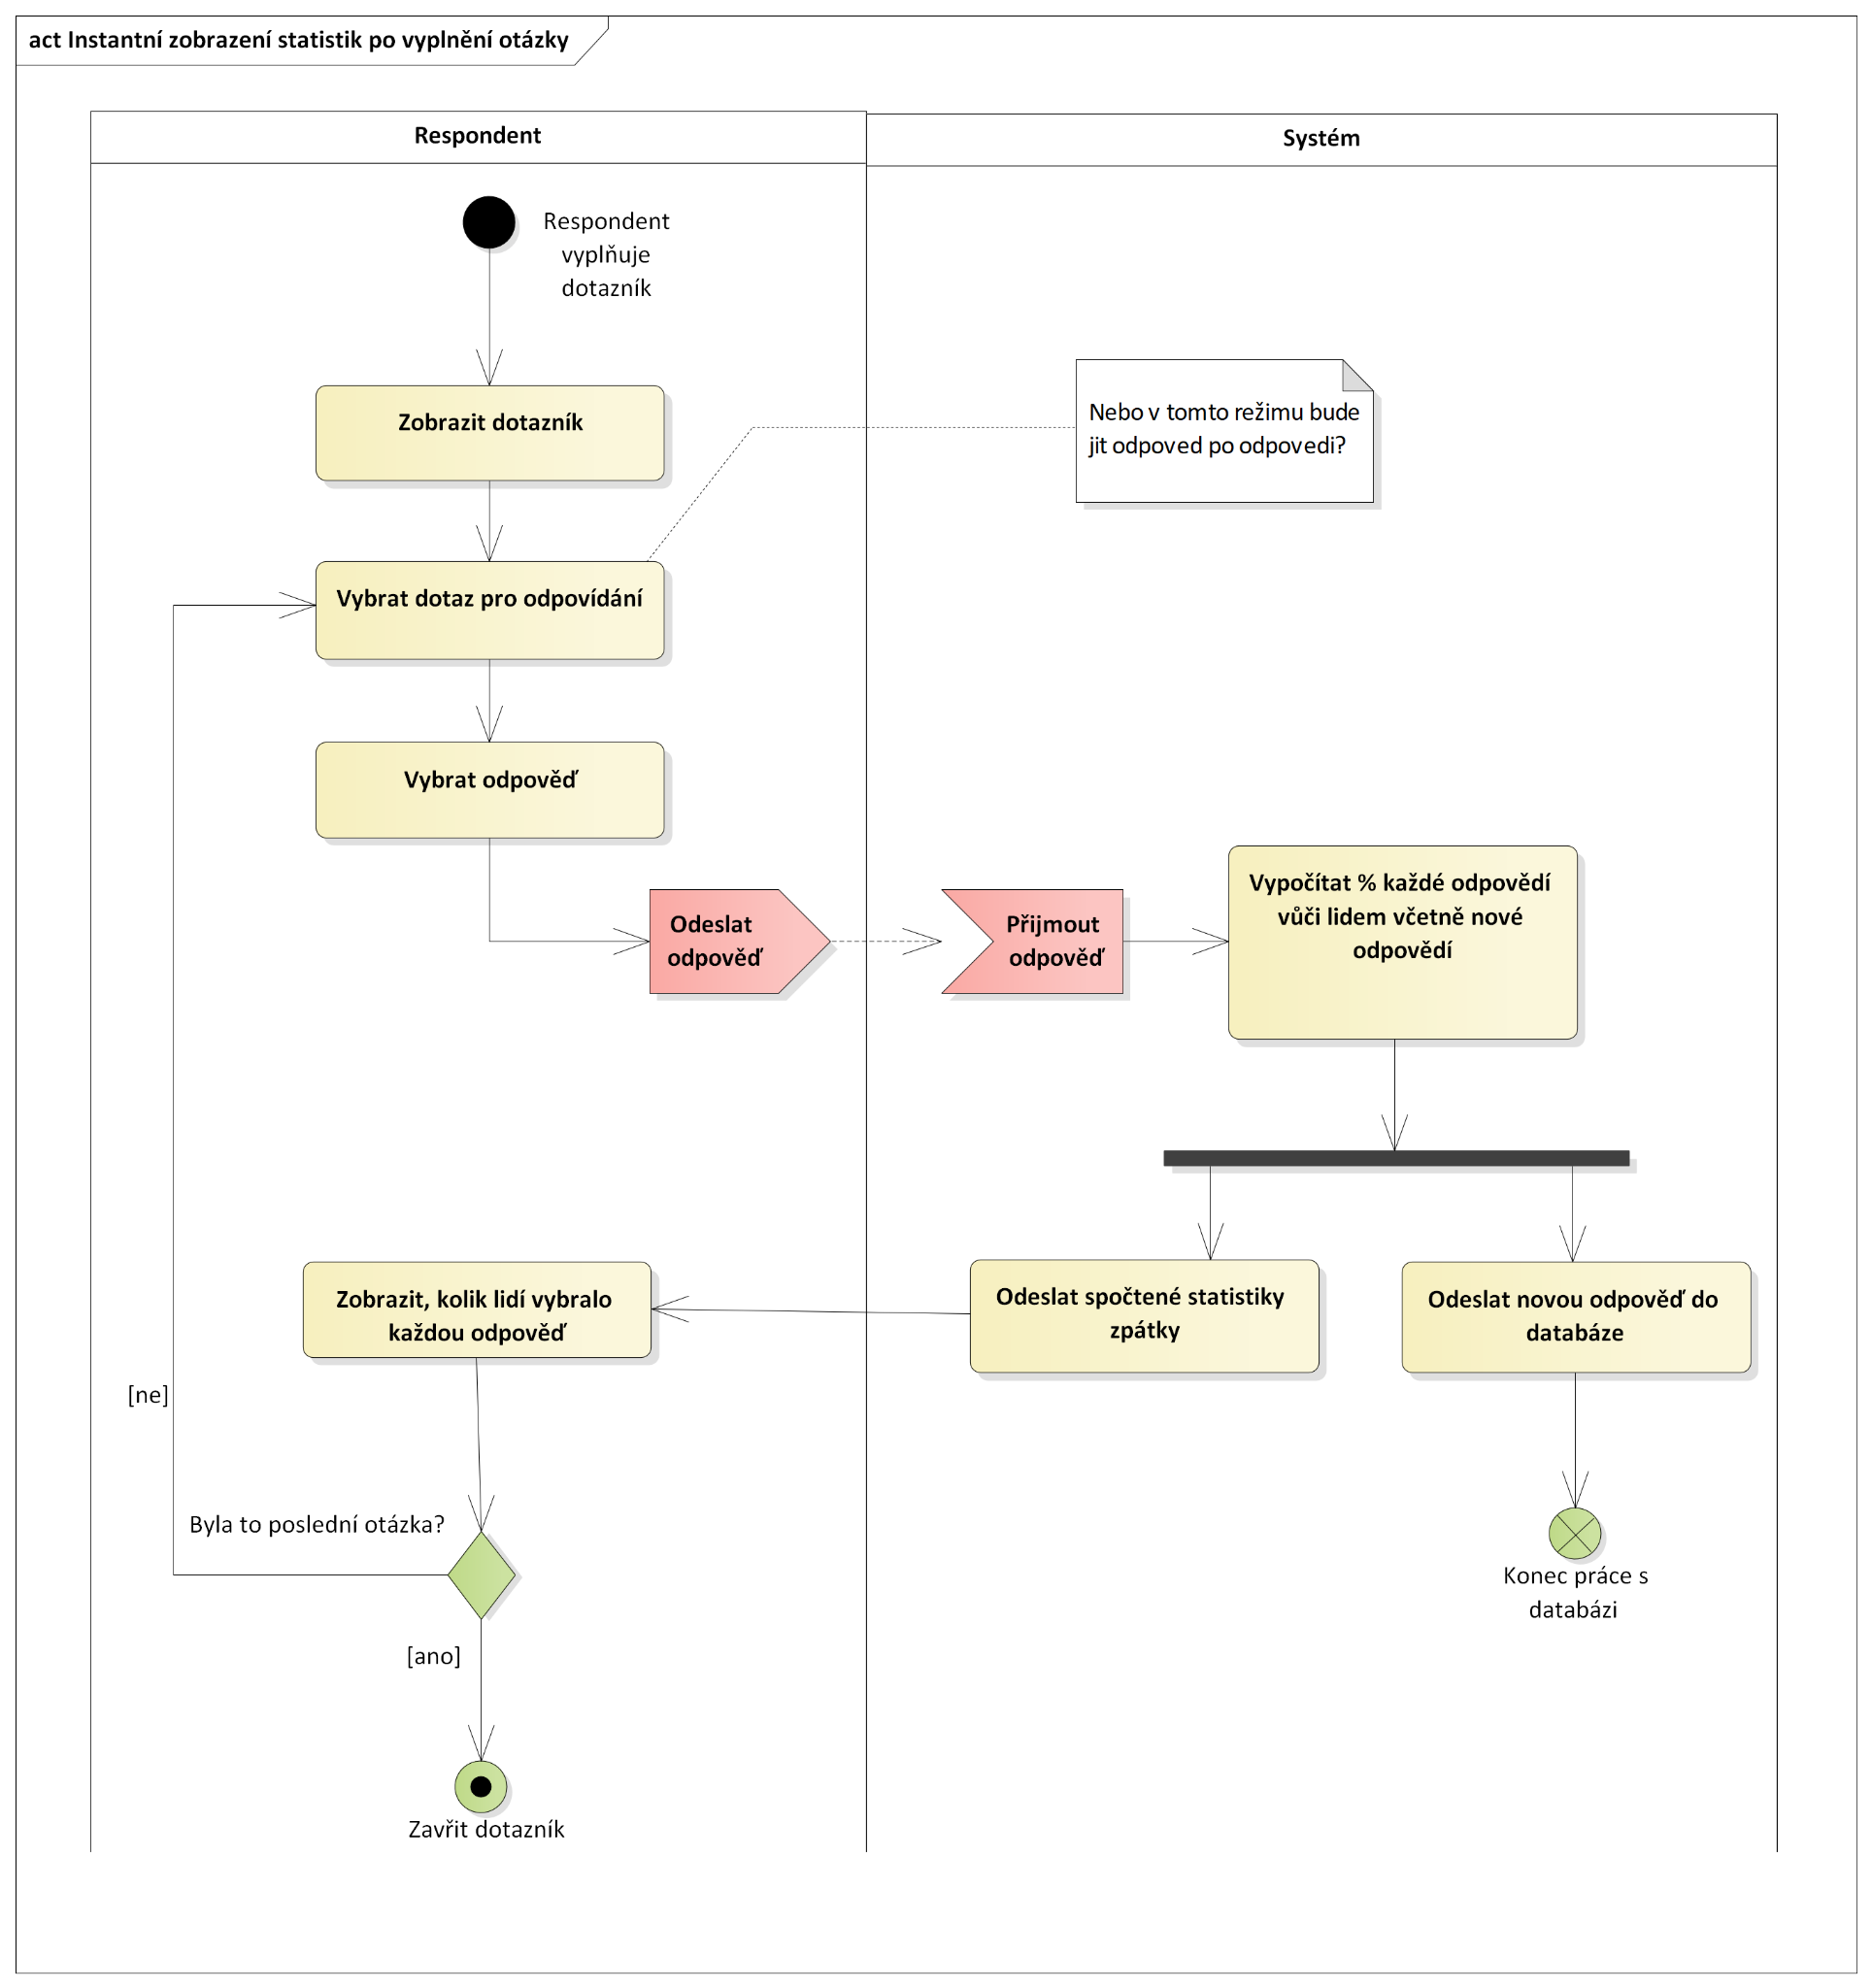 act Instantní zobrazení statistik po vyplnění otázky
Respondent
Systém
Respondent
vyplňuje
dotazník
Zobrazit dotazník
Nebo v tomto režimu bude
jit odpoved po odpovedi?
Vybrat dotaz pro odpovídání
Vybrat odpověď
Odeslat
odpověď
Přijmout
odpověď
Vypočítat % každé odpovědí
vůči lidem včetně nové
odpovědí
Zobrazit, kolik lidí vybralo
každou odpověď
Odeslat spočtené statistiky
zpátky
Odeslat novou odpověď do
databáze
[ne]
Byla to poslední otázka?
Konec práce s
databázi
[ano]
Zavřit dotazník